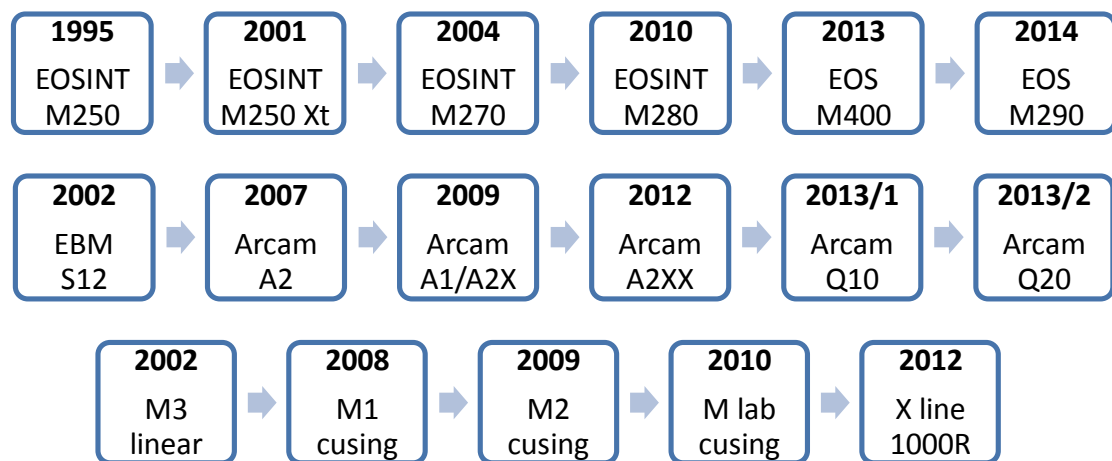 1995
EOSINT
M250
2001
EOSINT
M250 Xt
2004
EOSINT
M270
2010
EOSINT
M280
2013
EOS
M400
2014
EOS
M290
2002
EBM
S12
2007
Arcam
A2
2009
Arcam
A1/A2X
2012
Arcam
A2XX
2013/1
Arcam
Q10
2013/2
Arcam
Q20
2002
M3
linear
2008
M1
cusing
2009
M2
cusing
2010
M lab
cusing
2012
X line
1000R